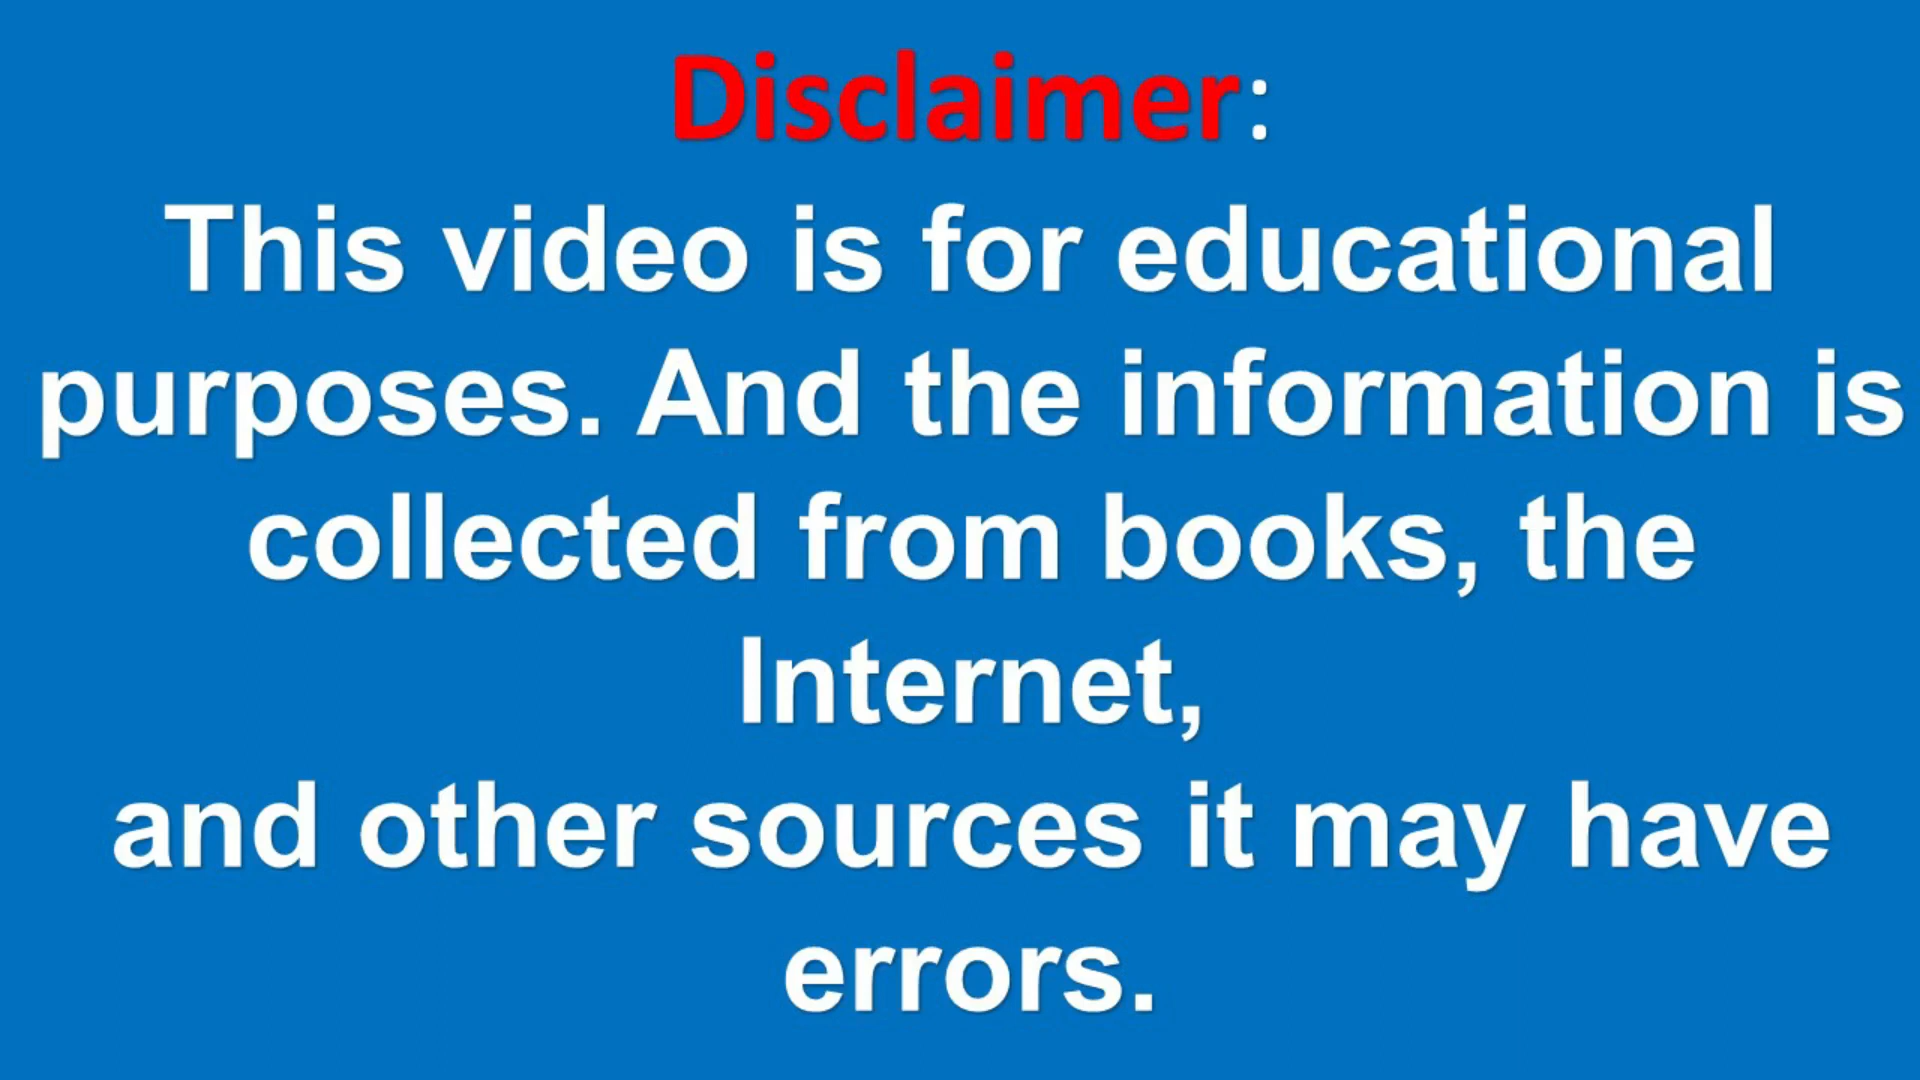 Disclaimer:
This video is for educational
purposes. And the information is
collected from books, the
Internet,
and other sources it may have
errors.